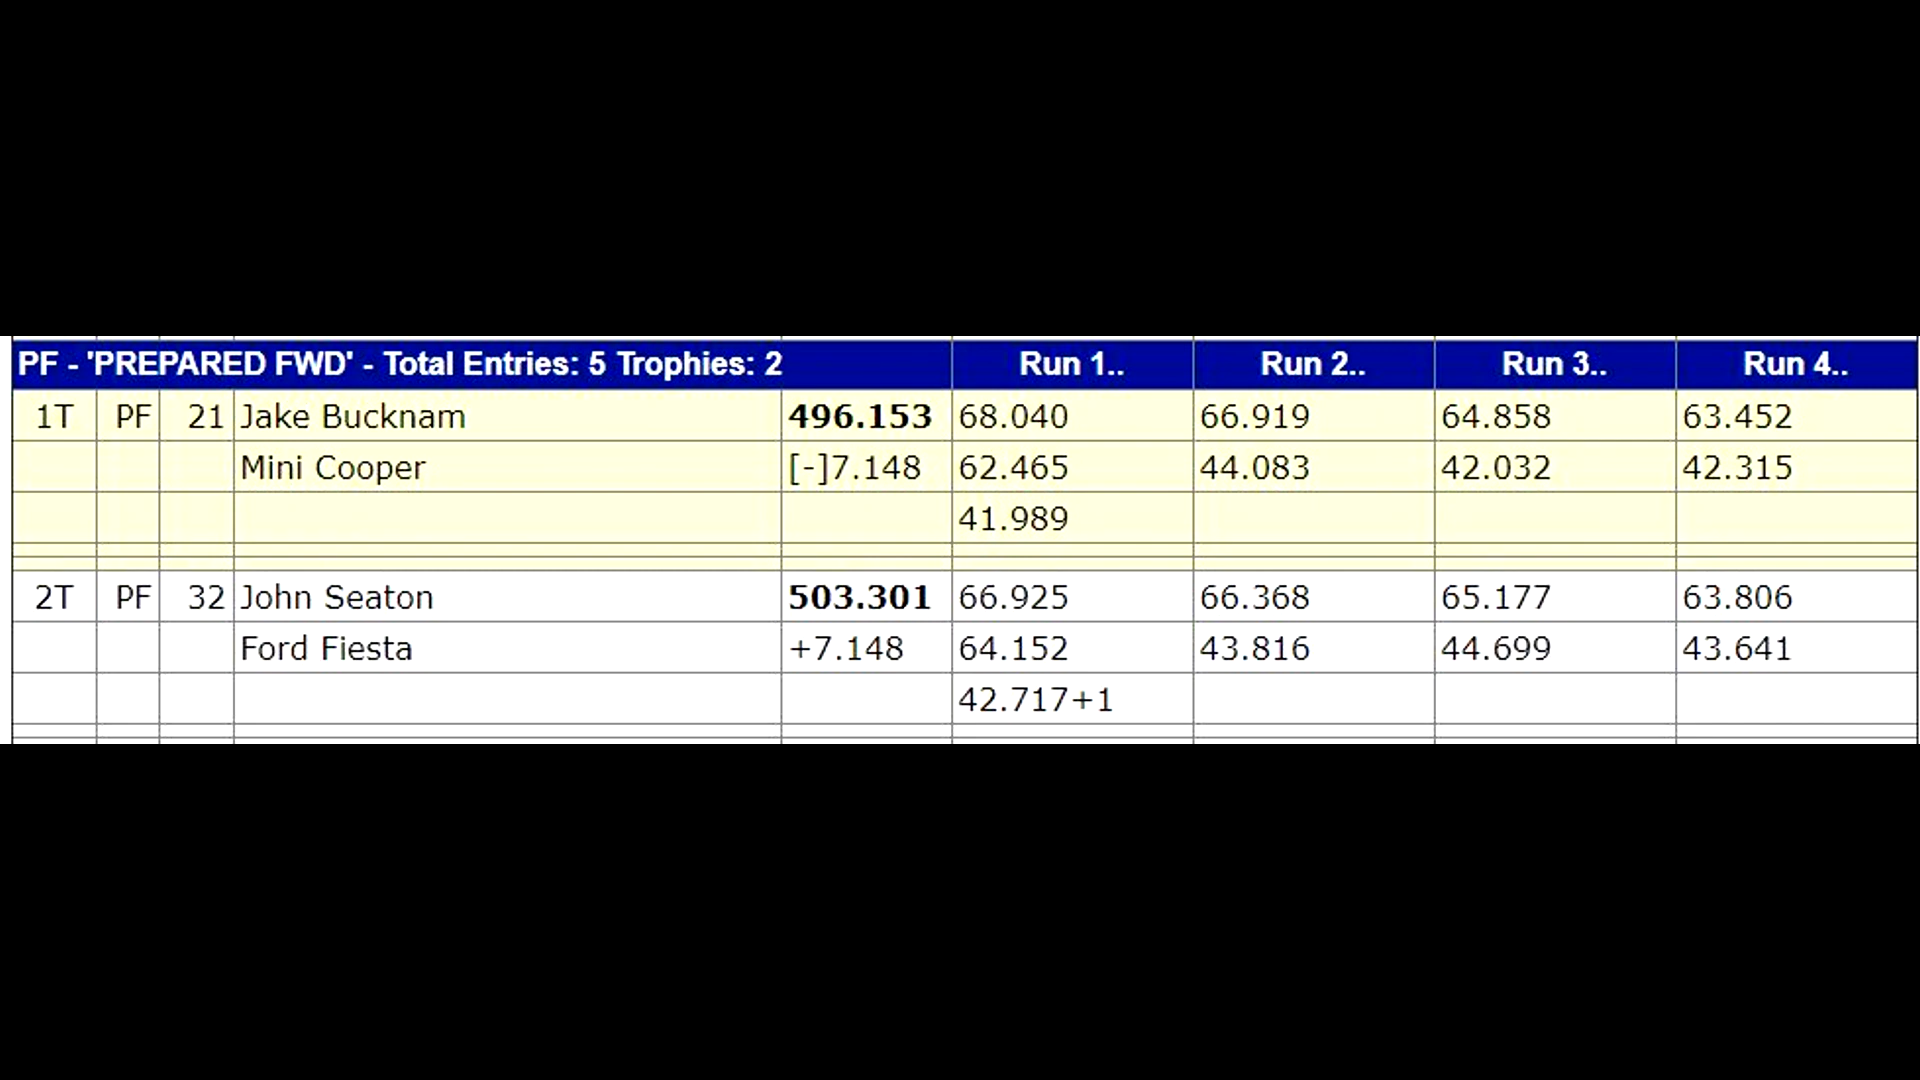 PF - 'PREPARED FWD' - Total Entries: 5 Trophies: 2 Run 1.. Run 2.. Run 3.. Run 4..
1T PF 21 Jake Bucknam 496.153 68.040 66.919 64.858 63.452
Mini Cooper [-]7.148 62.465 44.083 42.032 42.315
41.989
2T PF 32 John Seaton 503.301 66.925 66.368 65.177 63.806
Ford Fiesta +7.148 64.152 43.816 44.699 43.641
42.717+1